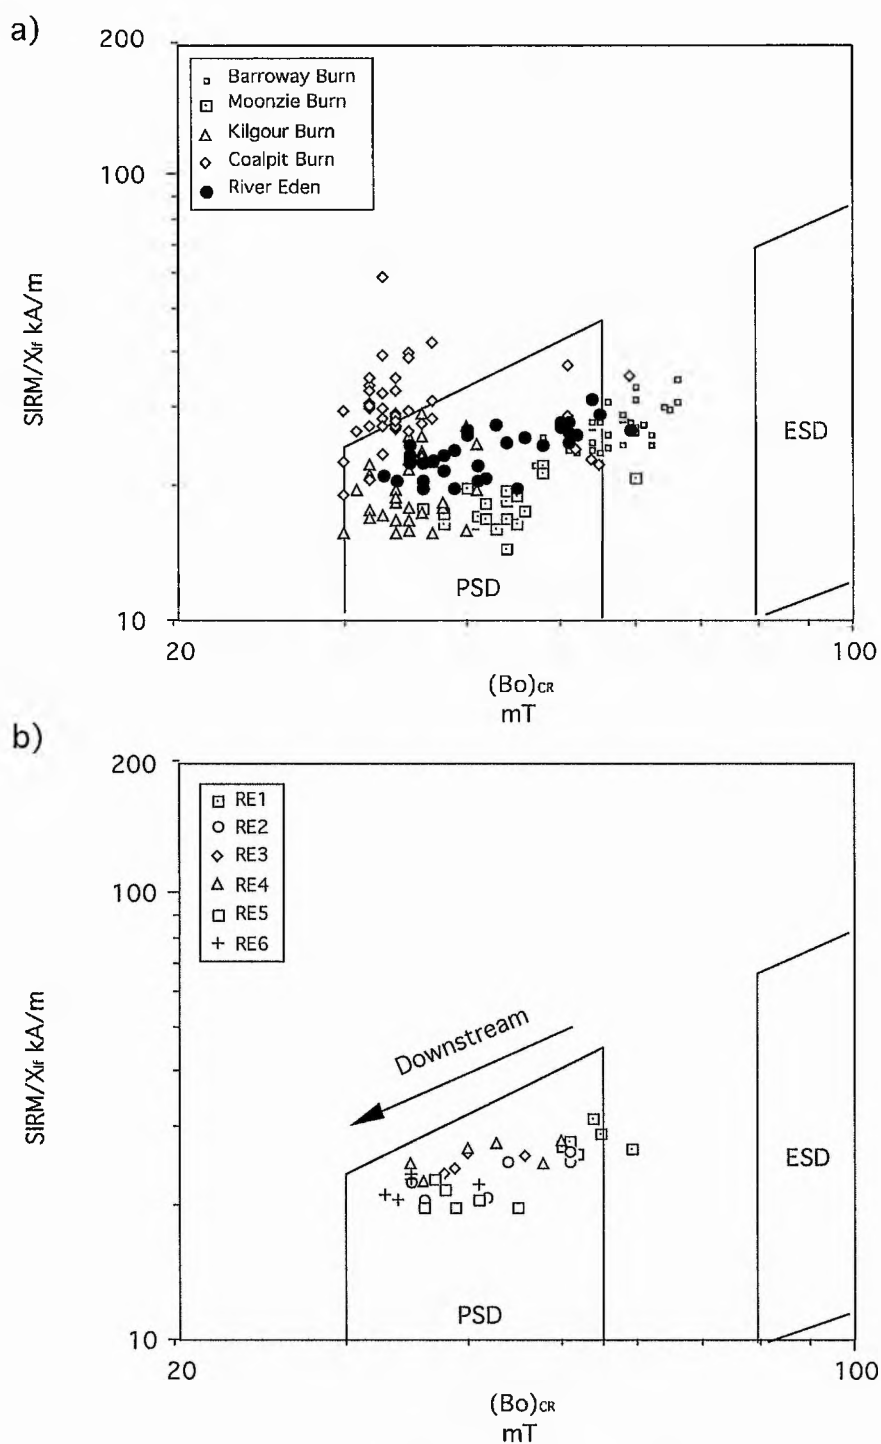 a)
200
Barroway Burn
Moonzie Burn
Kilgour Burn
Coalpit Burn
River Eden
100
SIRM/X lf kA/m
ESD
PSD
10
20
100
(Bo)CR
mT
b)
200
RE1
RE2
RE3
RE4
RE5
RE6
100
SIRM/X lf kA/m
Downstream
ESD
PSD
10
20
100
(Bo)CR
mT